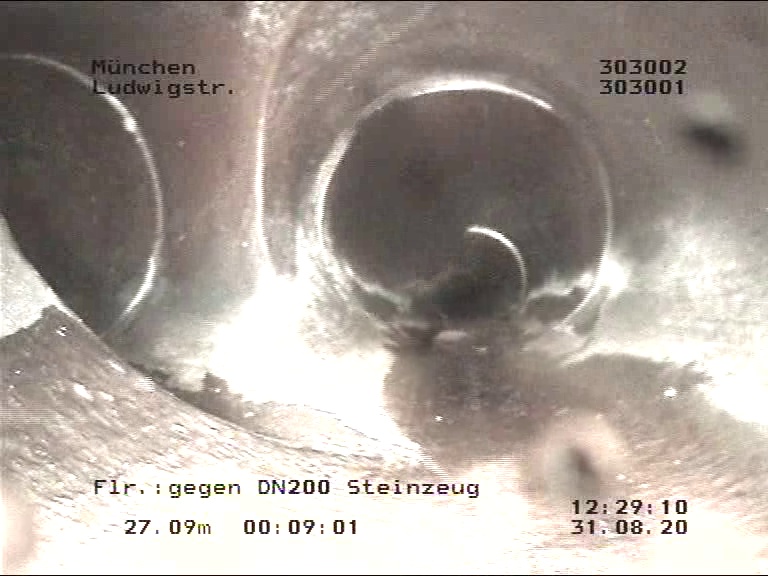 München
Ludwigstr.
303002
303001
Flr.:gegen DN200 Steinzeug
27.09m 00:09:01
12:29:10
31.08.20